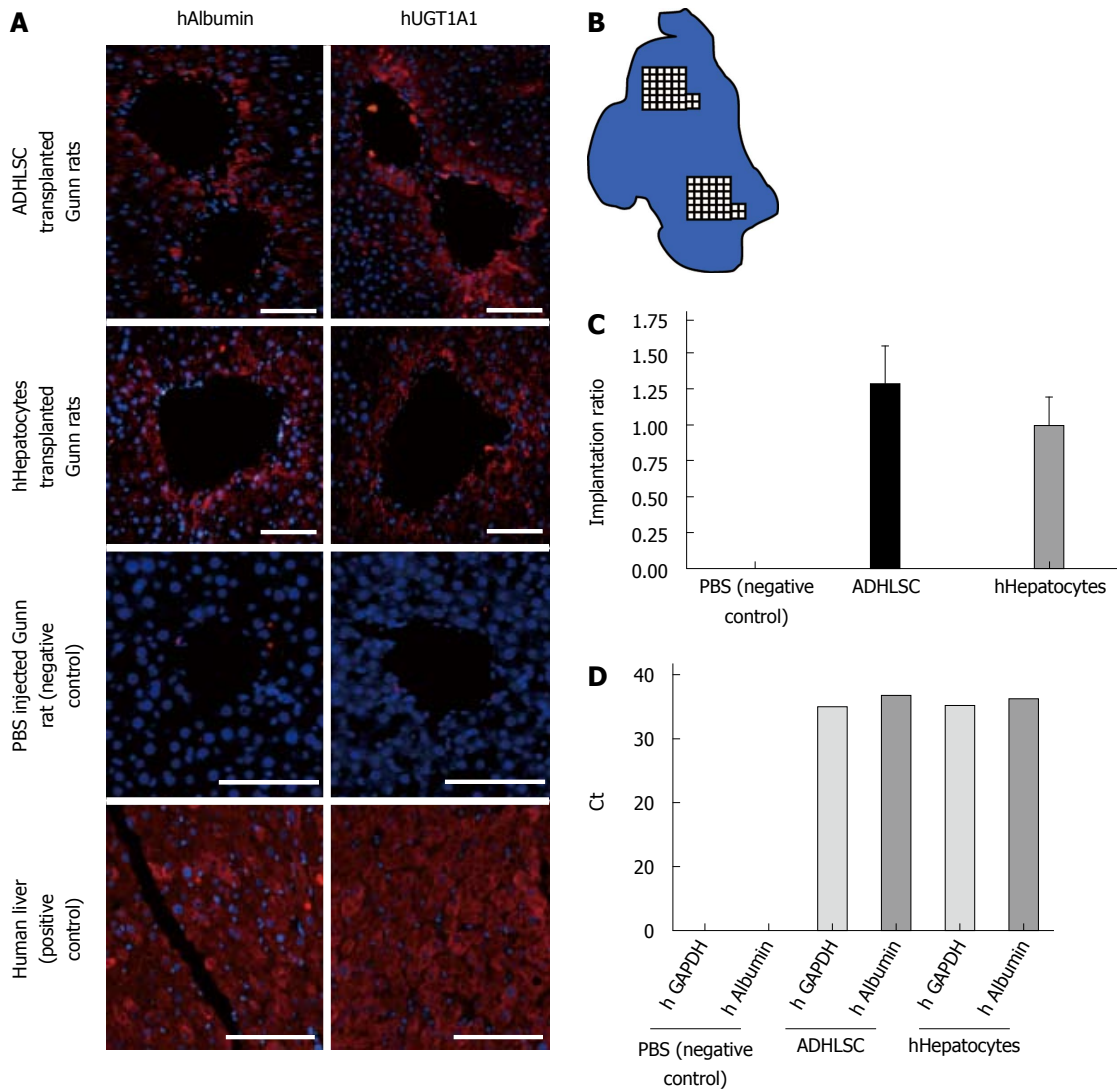 A
hAlbumin
hUGT1A1
ADHLSC
transplanted
Gunn rats
hHepatocytes
transplanted
Gunn rats
PBS injected Gunn
rat (negative
control)
Human liver
(positive
control)
B
C
Implantation ratio
1.75
1.50
1.25
1.00
0.75
0.50
0.25
0.00
PBS (negative
control)
ADHLSC
hHepatocytes
D
Ct
40
30
20
20
0
h GAPDH
h Albumin
h GAPDH
h Albumin
h GAPDH
h Albumin
PBS (negative
control)
ADHLSC
hHepatocytes